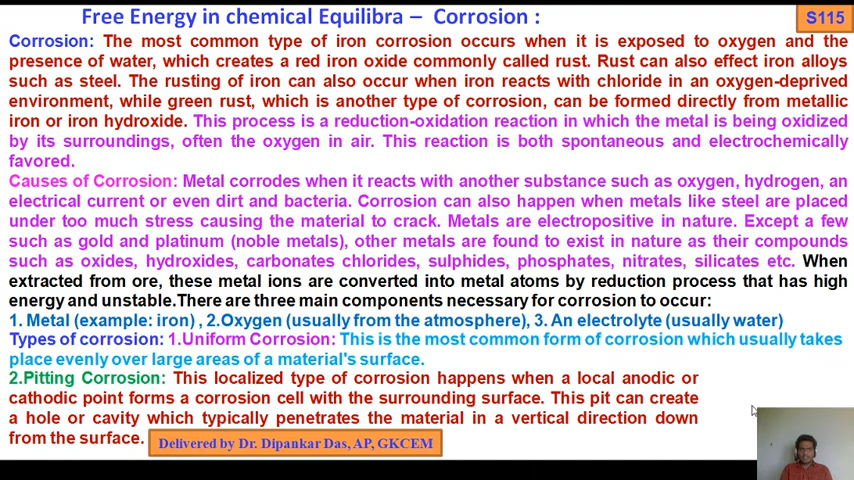 Free Energy in chemical Equilibra – Corrosion :
S115
Corrosion: The most common type of iron corrosion occurs when it is exposed to oxygen and the
presence of water, which creates a red iron oxide commonly called rust. Rust can also effect iron alloys
such as steel. The rusting of iron can also occur when iron reacts with chloride in an oxygen-deprived
environment, while green rust, which is another type of corrosion, can be formed directly from metallic
iron or iron hydroxide. This process is a reduction-oxidation reaction in which the metal is being oxidized
by its surroundings, often the oxygen in air. This reaction is both spontaneous and electrochemically
favored.
Causes of Corrosion: Metal corrodes when it reacts with another substance such as oxygen, hydrogen, an
electrical current or even dirt and bacteria. Corrosion can also happen when metals like steel are placed
under too much stress causing the material to crack. Metals are electropositive in nature. Except a few
such as gold and platinum (noble metals), other metals are found to exist in nature as their compounds
such as oxides, hydroxides, carbonates chlorides, sulphides, phosphates, nitrates, silicates etc. When
extracted from ore, these metal ions are converted into metal atoms by reduction process that has high
energy and unstable.There are three main components necessary for corrosion to occur:
1. Metal (example: iron) , 2.Oxygen (usually from the atmosphere), 3. An electrolyte (usually water)
Types of corrosion: 1.Uniform Corrosion: This is the most common form of corrosion which usually takes
place evenly over large areas of a material's surface.
2.Pitting Corrosion: This localized type of corrosion happens when a local anodic or
cathodic point forms a corrosion cell with the surrounding surface. This pit can create
a hole or cavity which typically penetrates the material in a vertical direction down
from the surface.
Delivered by Dr. Dipankar Das, AP, GKCEM